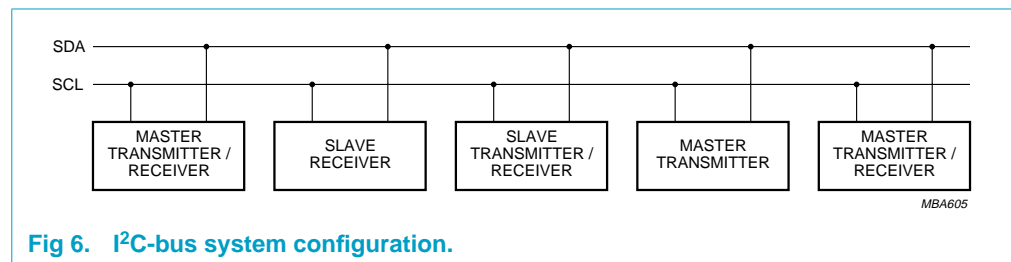 SDA
SCL
MASTER
TRANSMITTER /
RECEIVER
SLAVE
RECEIVER
SLAVE
TRANSMITTER /
RECEIVER
MASTER
TRANSMITTER
MASTER
TRANSMITTER /
RECEIVER
MBA605
Fig 6. I²C-bus system configuration.